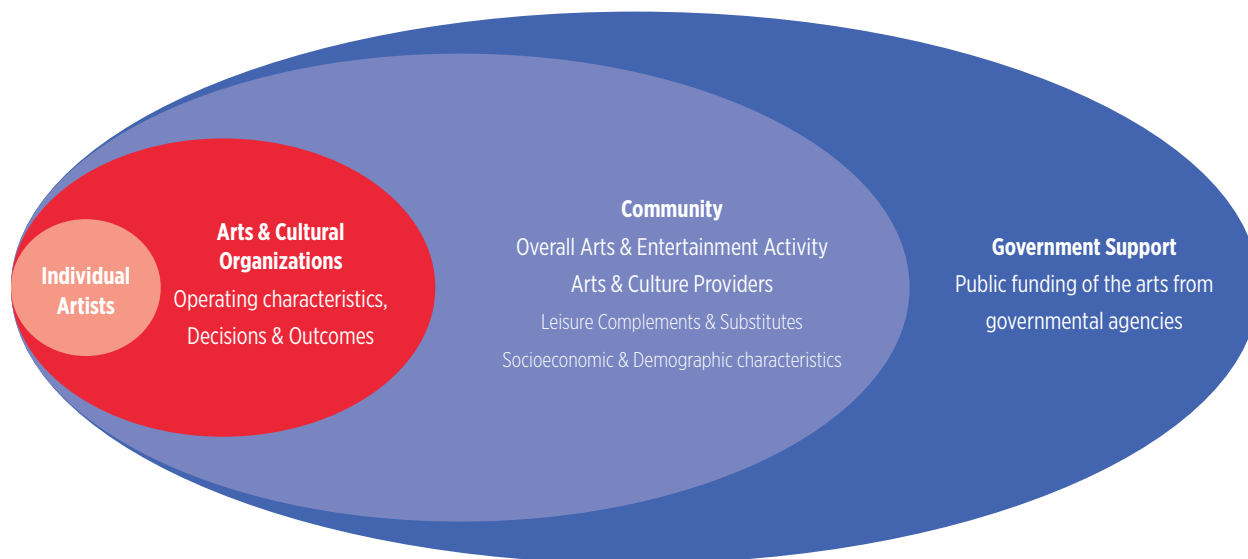 Individual
Artists
Arts & Cultural
Organizations
Operating characteristics,
Decisions & Outcomes
Community
Overall Arts & Entertainment Activity
Arts & Culture Providers
Leisure Complements & Substitutes
Socioeconomic & Demographic characteristics
Government Support
Public funding of the arts from
governmental agencies